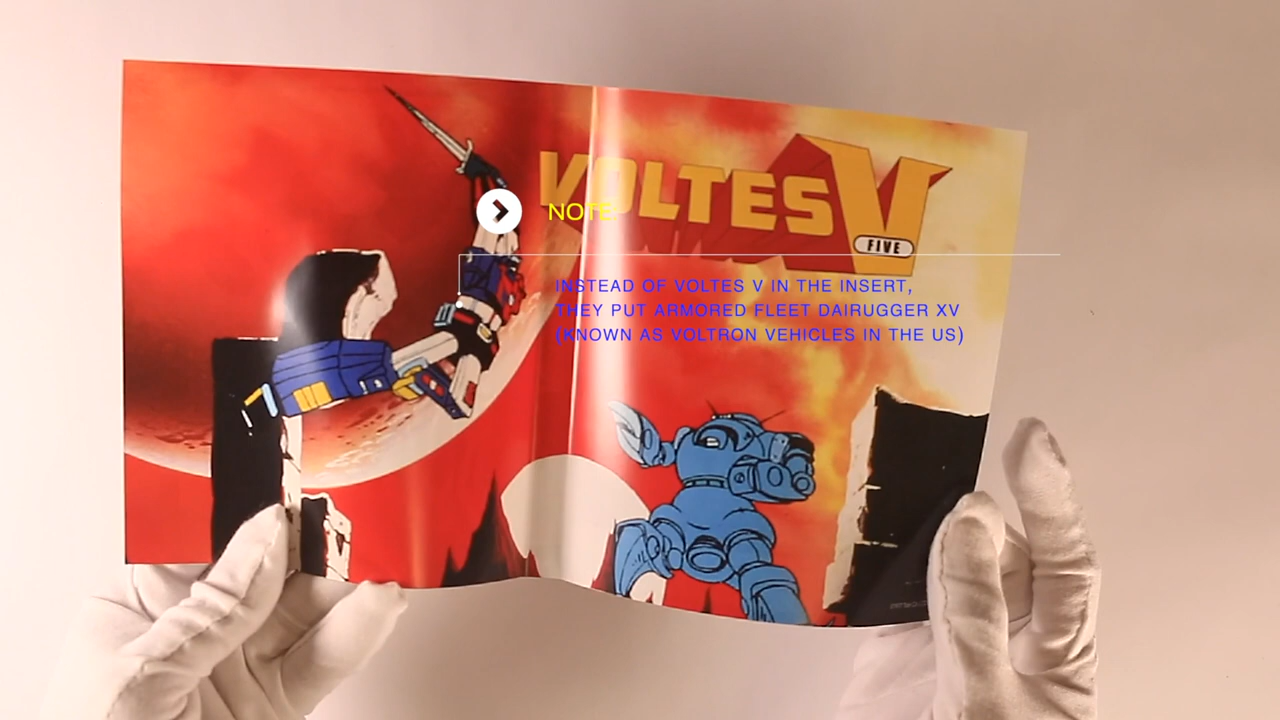 VOLTES V
FIVE
NOTE:
INSTEAD OF VOLTES V IN THE INSERT,
THEY PUT ARMORED FLEET DAIRUGGER XV
(KNOWN AS VOLTRON VEHICLES IN THE US)